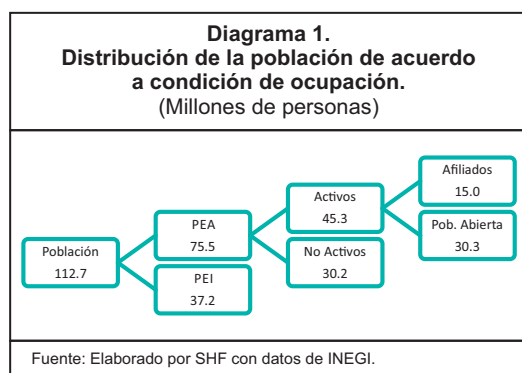 Diagrama 1.
Distribución de la población de acuerdo
a condición de ocupación.
(Millones de personas)
Población
112.7
PEA
75.5
PEI
37.2
Activos
45.3
No Activos
30.2
Afiliados
15.0
Pob. Abierta
30.3
Fuente: Elaborado por SHF con datos de INEGI.